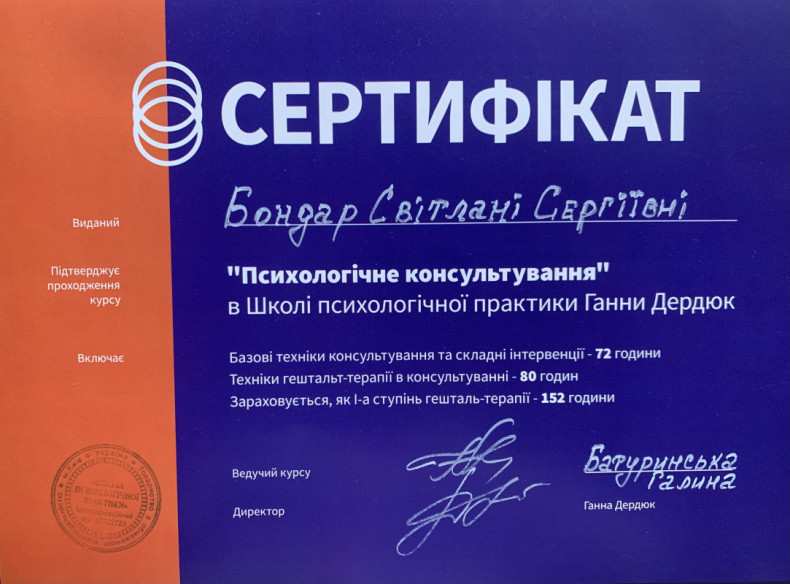 СЕРТИФІКАТ
Виданий
Бондар Світлані Сергіївні
Підтверджує
проходження
курсу
"Психологічне консультування"
в Школі психологічної практики Ганни Дердюк
Включає
Базові техніки консультування та складні інтервенції - 72 години
Техніки гештальт-терапії в консультуванні - 80 годин
Зараховується, як І-а ступінь гешталь-терапії - 152 години
Ведучий курсу
Батуринська
Галина
Директор
Ганна Дердюк
ПСИХОЛОГІЧНОЇ
ПРАКТИКИ